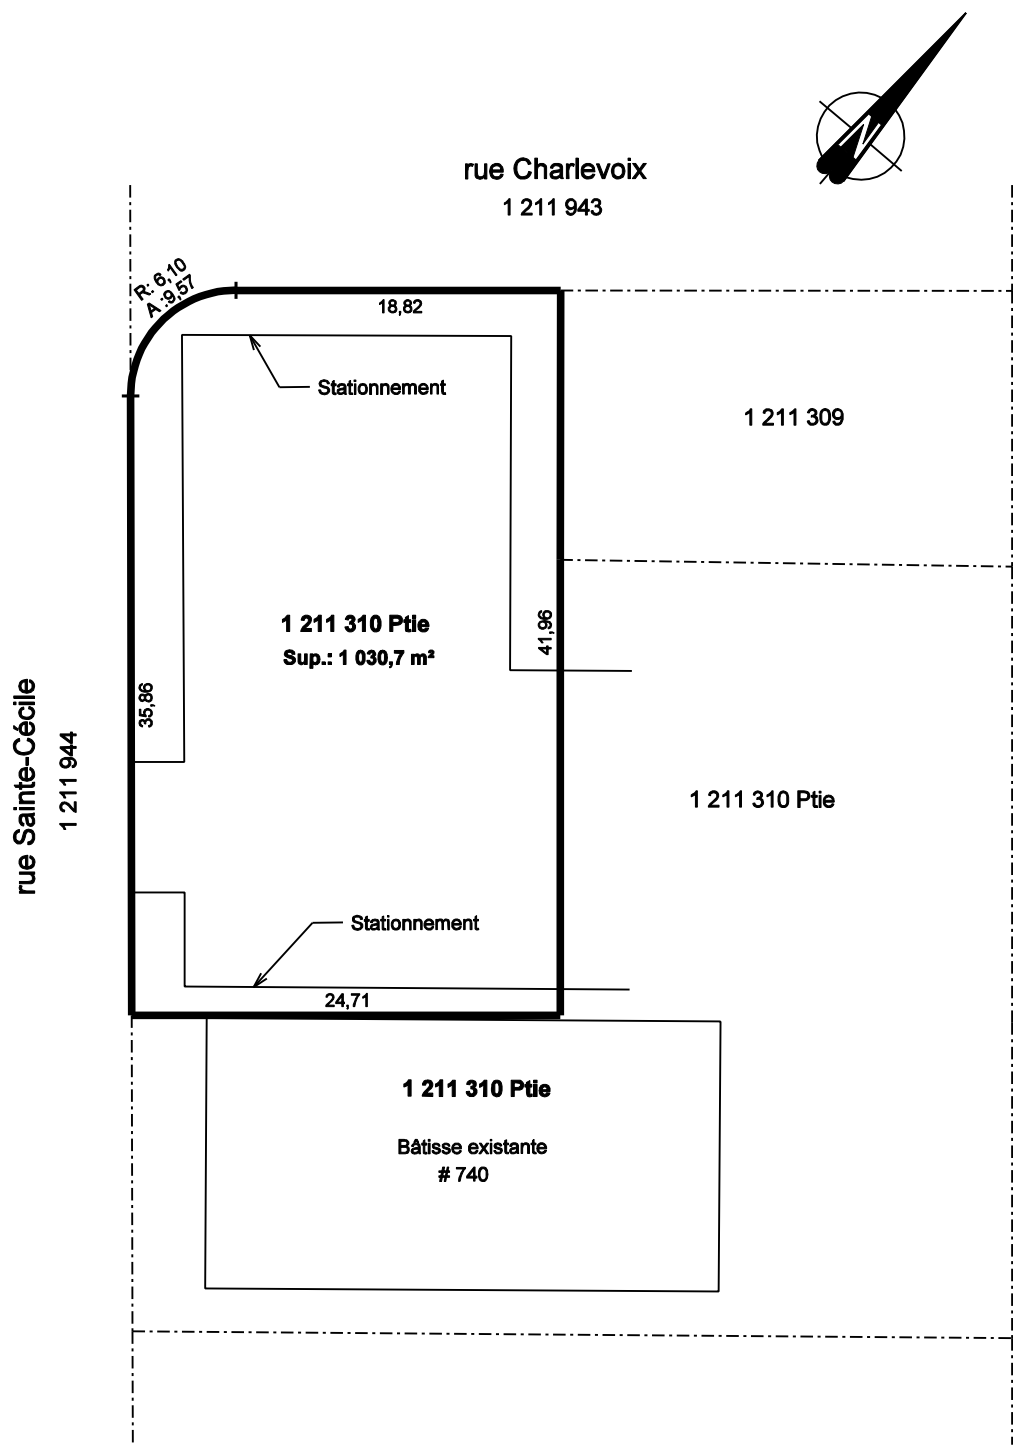 N
rue Charlevoix
1 211 943
R: 6,10
A :9,57
18,82
Stationnement
1 211 309
1 211 310 Ptie
Sup.: 1 030,7 m²
41,96
35,86
rue Sainte-Cécile
1 211 944
1 211 310 Ptie
Stationnement
24,71
1 211 310 Ptie
Bâtisse existante
# 740